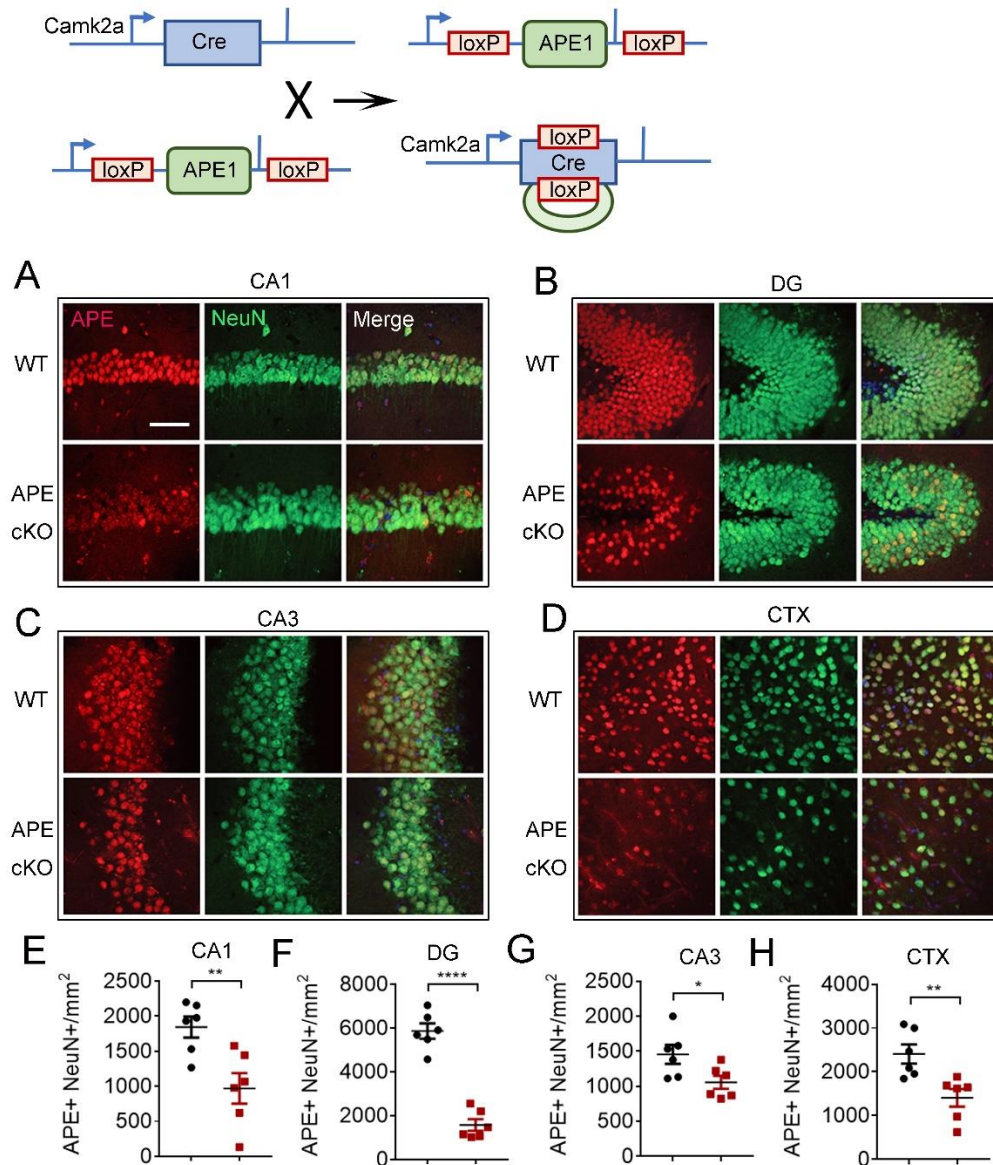 Camk2a
Cre
loxP
APE1
loxP
X
loxP
APE1
loxP
Camk2a
loxP
Cre
loxP
A
CA1
APE
NeuN
Merge
WT
APE
cKO
B
DG
WT
APE
cKO
C
CA3
WT
APE
cKO
D
CTX
WT
APE
cKO
E
CA1
**
APE+ NeuN+/mm²
2500
2000
1500
1000
500
0
F
DG
****
APE+ NeuN+/mm²
8000
6000
4000
2000
0
G
CA3
*
APE+ NeuN+/mm²
2500
2000
1500
1000
500
0
H
CTX
**
APE+ NeuN+/mm²
4000
3000
2000
1000
0